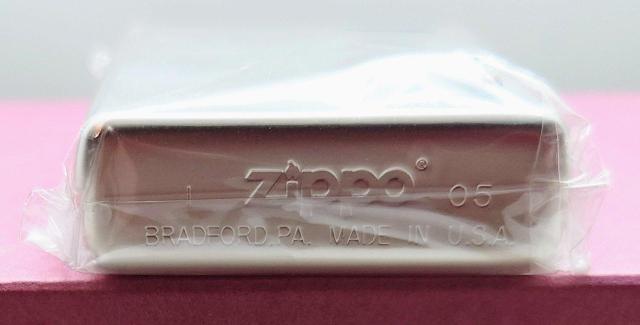 I zippo® 05
BRADFORD, PA. MADE IN U.S.A.